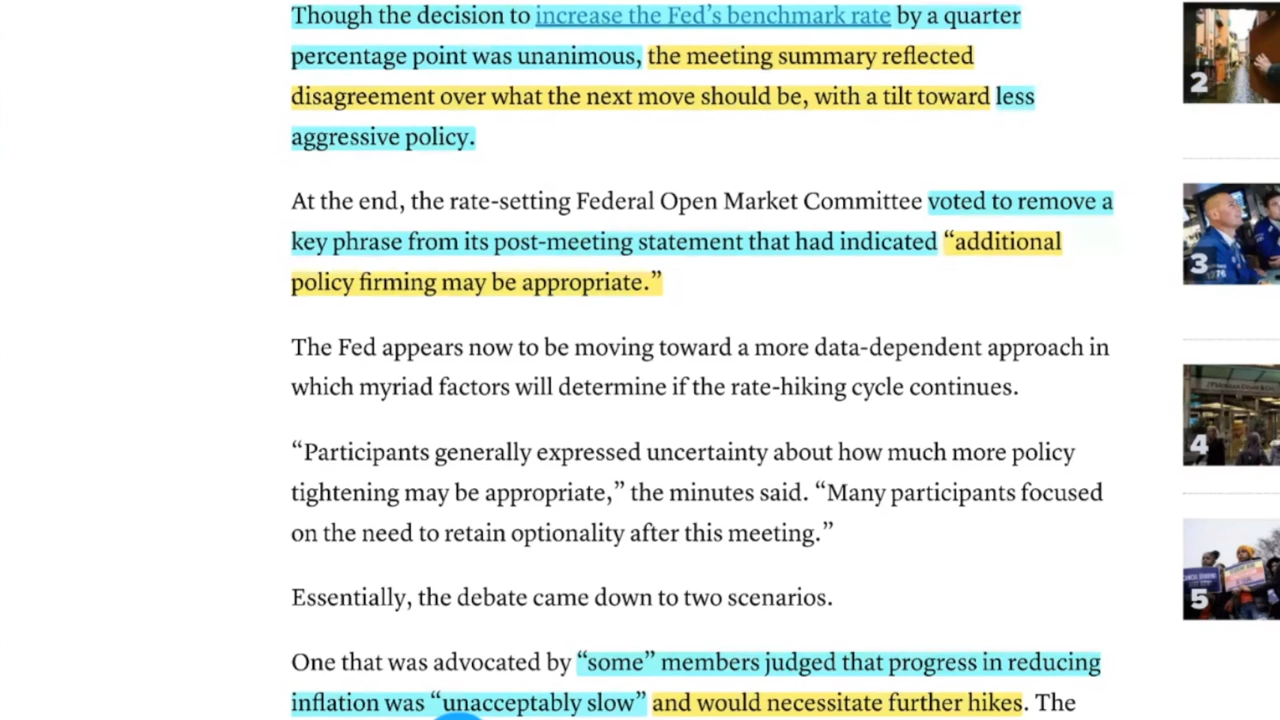 Though the decision to increase the Fed’s benchmark rate by a quarter
percentage point was unanimous, the meeting summary reflected
disagreement over what the next move should be, with a tilt toward less
aggressive policy.
At the end, the rate-setting Federal Open Market Committee voted to remove a
key phrase from its post-meeting statement that had indicated “additional
policy firming may be appropriate.”
The Fed appears now to be moving toward a more data-dependent approach in
which myriad factors will determine if the rate-hiking cycle continues.
“Participants generally expressed uncertainty about how much more policy
tightening may be appropriate,” the minutes said. “Many participants focused
on the need to retain optionality after this meeting.”
Essentially, the debate came down to two scenarios.
One that was advocated by “some” members judged that progress in reducing
inflation was “unacceptably slow” and would necessitate further hikes. The
2
3
4
5